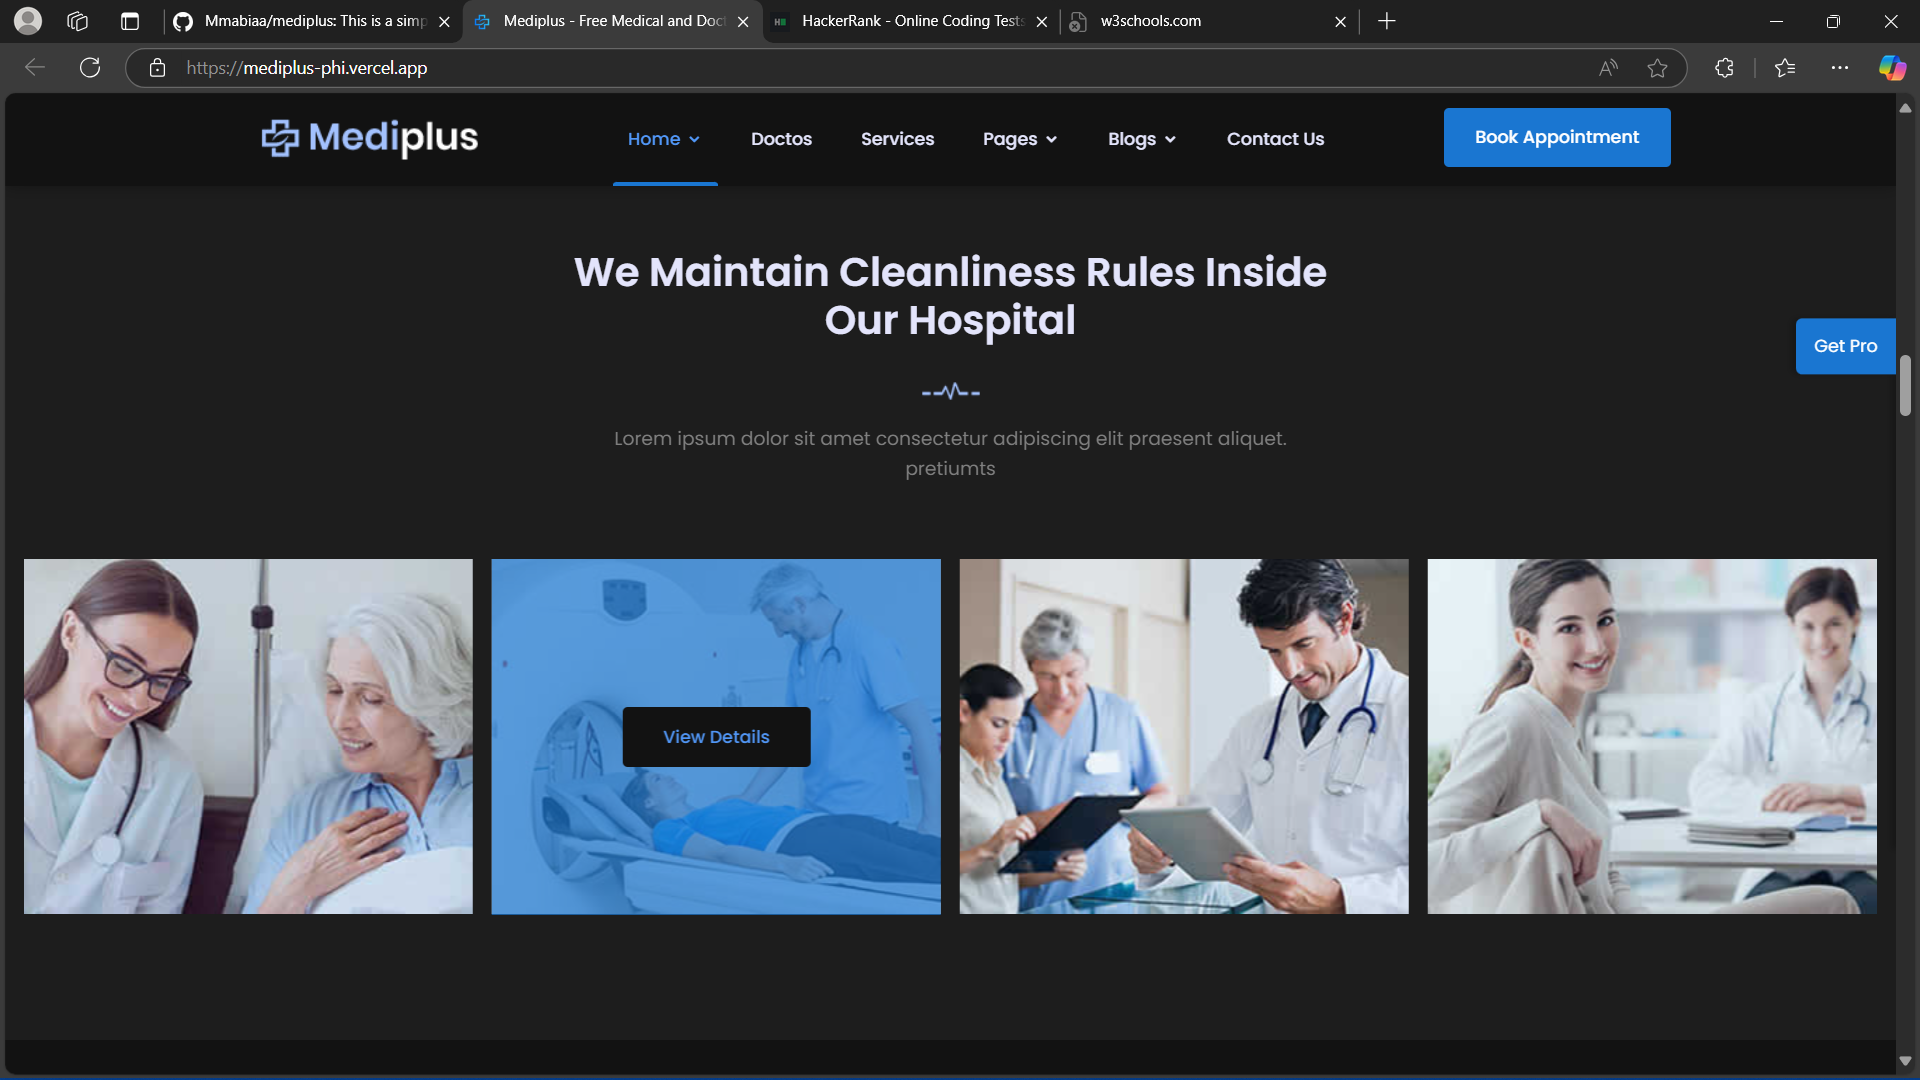 Mmabiaa/mediplus: This is a simp
Mediplus - Free Medical and Doct
HackerRank - Online Coding Tests
w3schools.com
https://mediplus-phi.vercel.app
Mediplus
Home
Doctos
Services
Pages
Blogs
Contact Us
Book Appointment
We Maintain Cleanliness Rules Inside
Our Hospital
Get Pro
Lorem ipsum dolor sit amet consectetur adipiscing elit praesent aliquet.
pretiumts
View Details